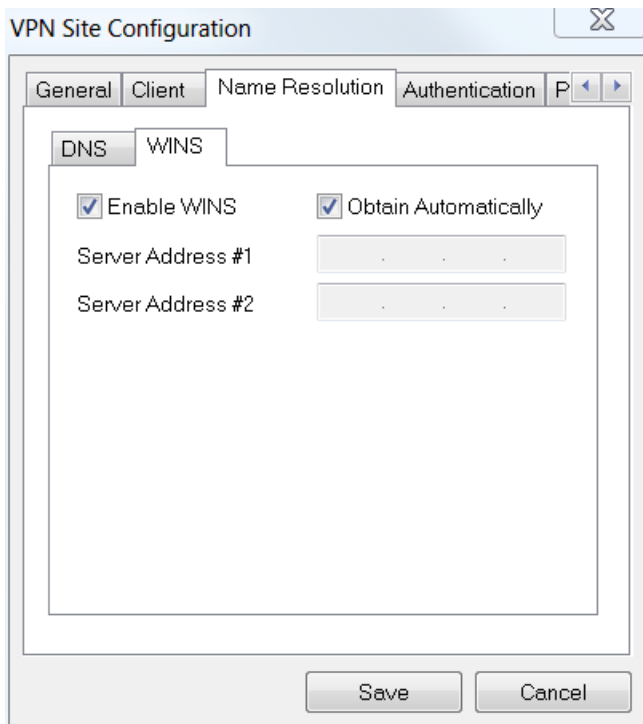 VPN Site Configuration
General Client Name Resolution Authentication P
DNS WINS
Enable WINS Obtain Automatically
Server Address #1 . . .
Server Address #2 . . .
Save Cancel